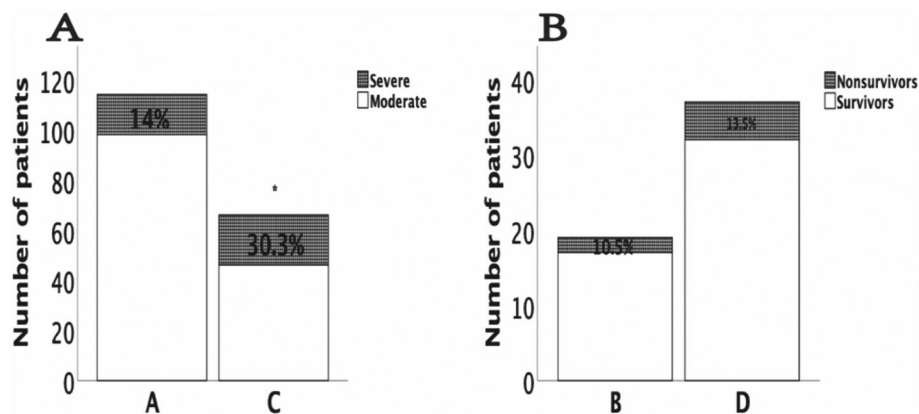 A
Number of patients
120
100
80
60
40
20
0
14%
30.3%
*
A
C
Severe
Moderate
B
Number of patients
40
30
20
10
0
10.5%
13.5%
B
D
Nonsurvivors
Survivors